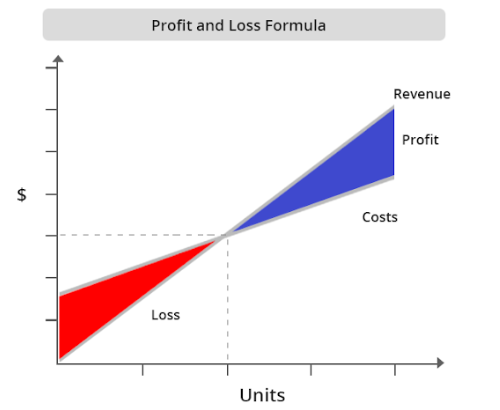 Profit and Loss Formula
Revenue
Profit
$
Costs
Loss
Units